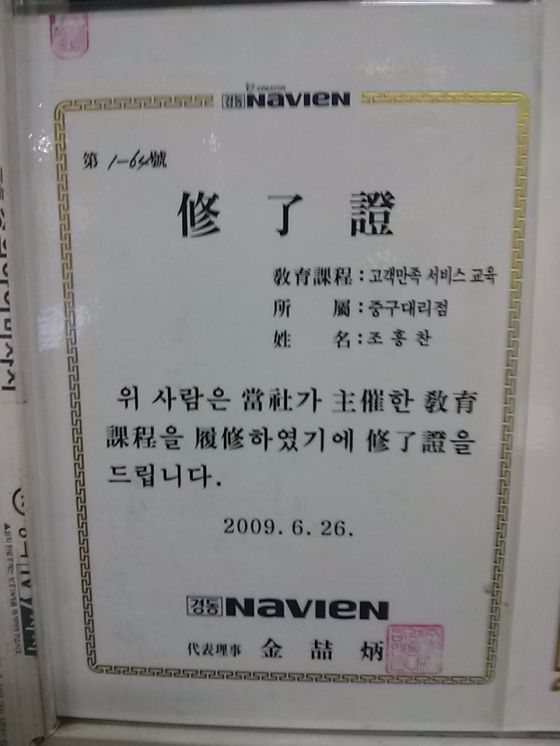 경동 NAVIEN
第 1-64號
修了證
教育課程 : 고객만족 서비스 교육
所屬 : 중구대리점
姓名 : 조흥찬
위 사람은 當社가 主催한 敎育
課程을 履修하였기에 修了證을
드립니다.
2009. 6. 26.
경동 NAVIEN
代表理事 金喆炳